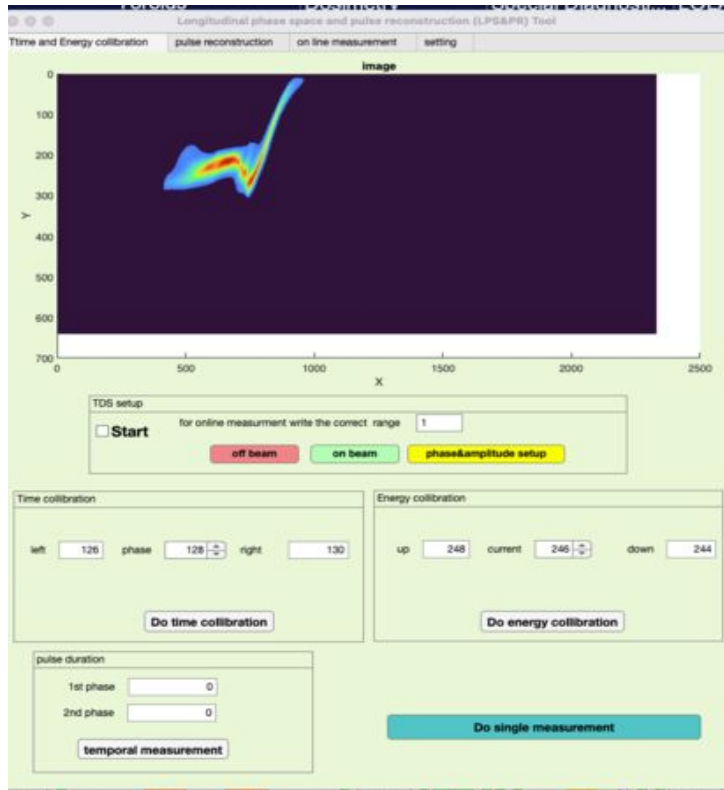 Longitudinal phase space and pulse reconstruction (LPS&PR) Tool
Ttime and Energy collibration pulse reconstruction on line measurement setting
image
0
100
200
300
Y
400
500
600
700
0 500 1000 1500 2000 2500
X
TDS setup
Start for online measurment write the correct range 1
off beam on beam phase&amplitude setup
Time collibration Energy collibration
left 126 phase 128 right 130 up 248 current 246 down 244
Do time collibration Do energy collibration
pulse duration
1st phase 0
2nd phase 0
Do single measurement
temporal measurement